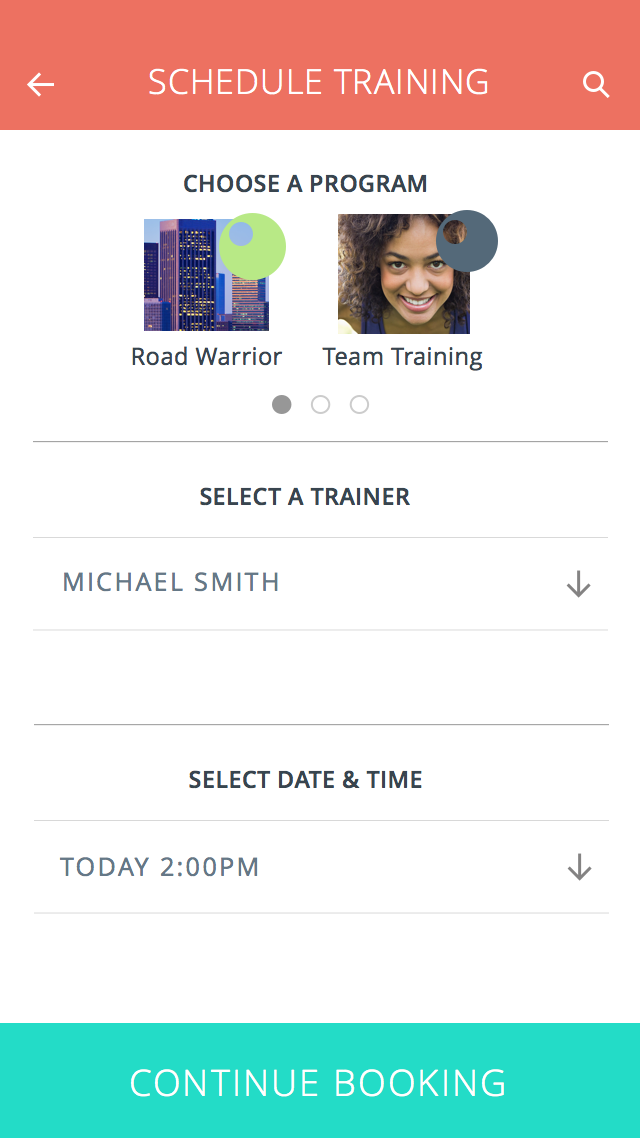 SCHEDULE TRAINING
CHOOSE A PROGRAM
Road Warrior
Team Training
SELECT A TRAINER
MICHAEL SMITH
SELECT DATE & TIME
TODAY 2:00PM
CONTINUE BOOKING